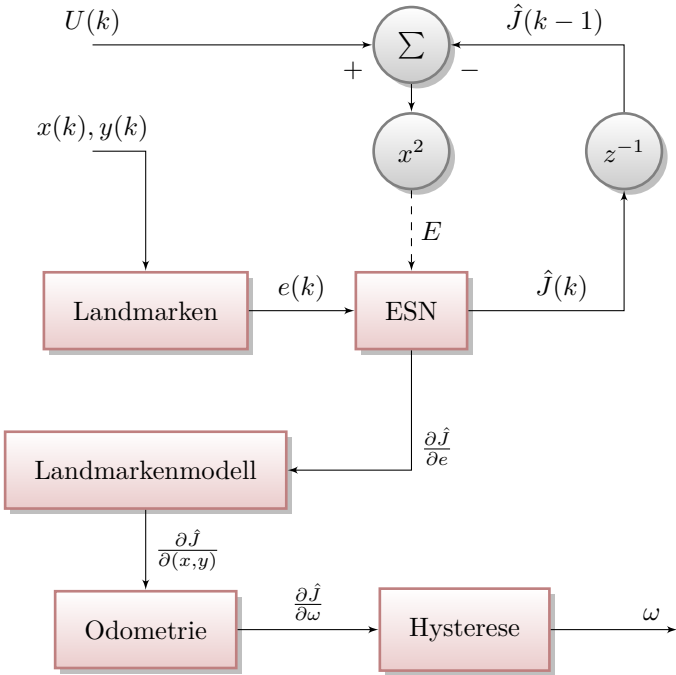 U(k)
Ĵ(k − 1)
∑
+
−
x(k), y(k)
x²
z⁻¹
E
Landmarken
e(k)
ESN
Ĵ(k)
∂Ĵ/∂e
Landmarkenmodell
∂Ĵ/∂(x,y)
Odometrie
∂Ĵ/∂ω
Hysterese
ω